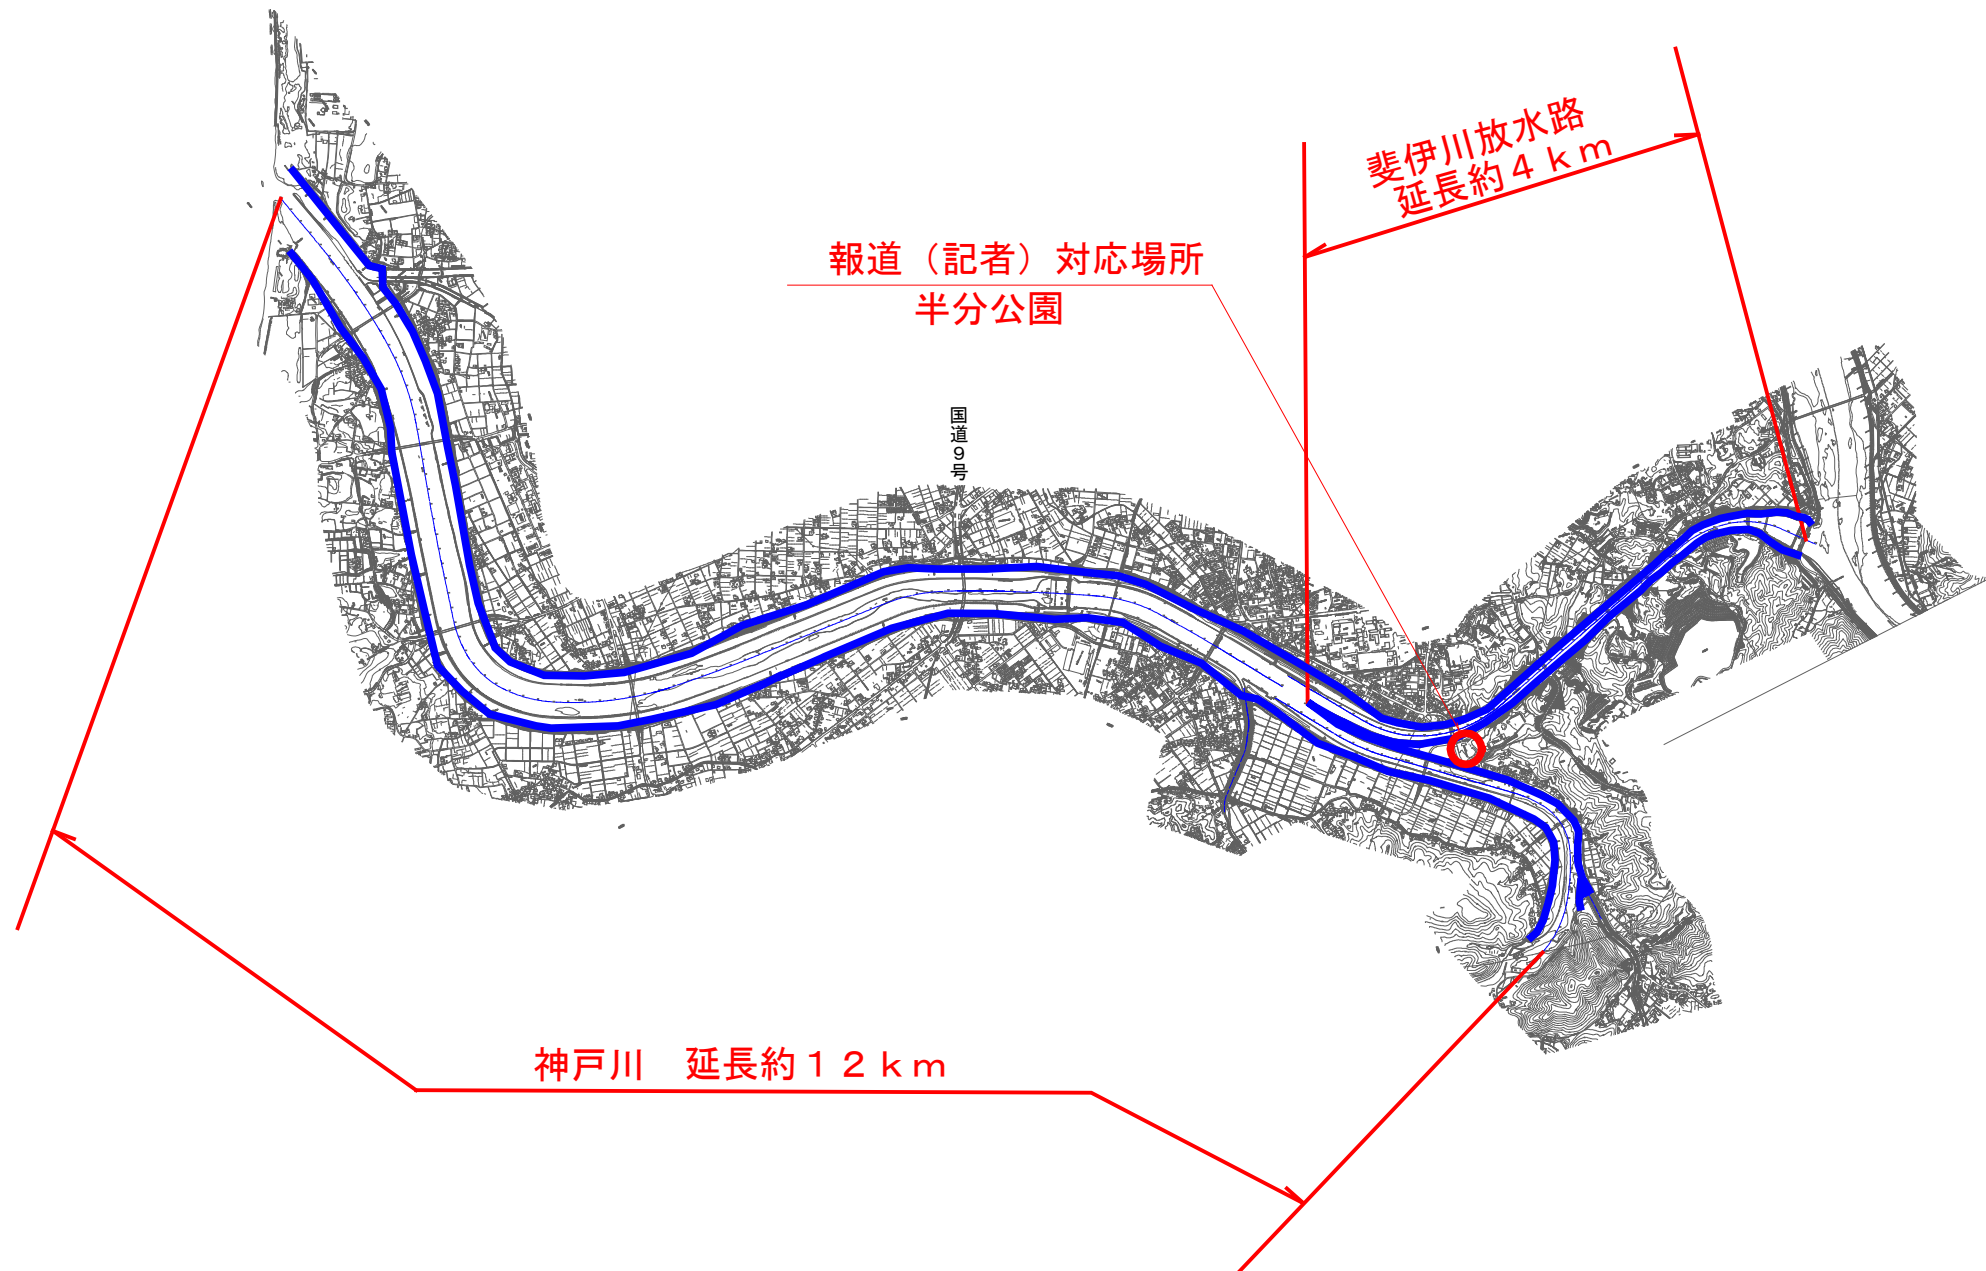 斐伊川放水路
延長約４ｋｍ
報道（記者）対応場所
半分公園
国道９号
神戸川　延長約１２ｋｍ